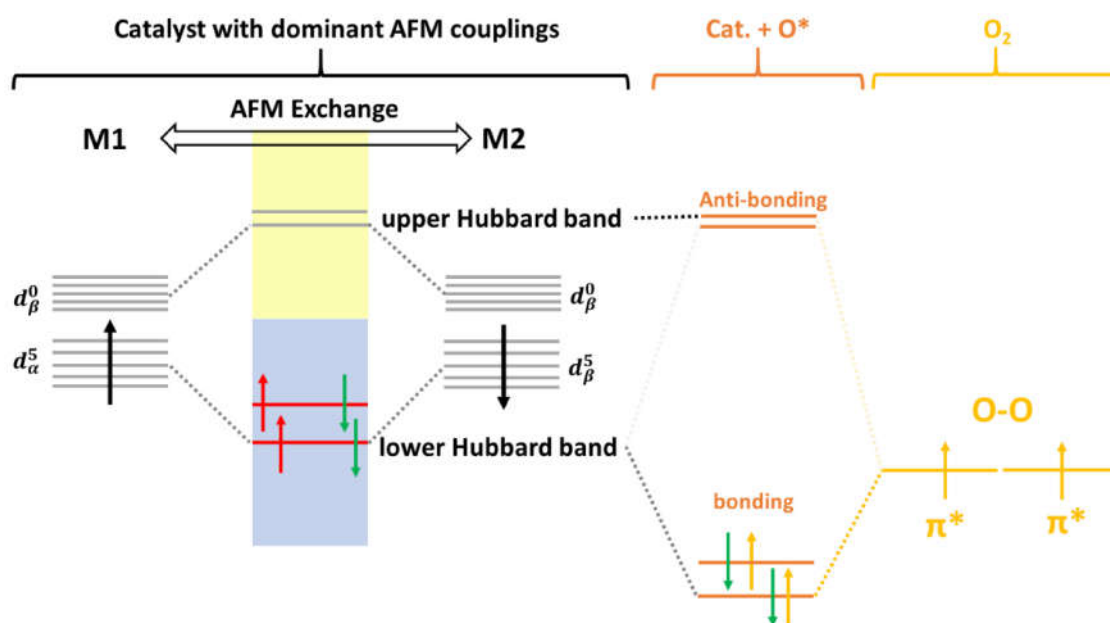 Catalyst with dominant AFM couplings
Cat. + O*
O₂
AFM Exchange
M1
M2
Anti-bonding
upper Hubbard band
d⁰β
d⁰β
d⁵α
d⁵β
O-O
lower Hubbard band
bonding
π*
π*